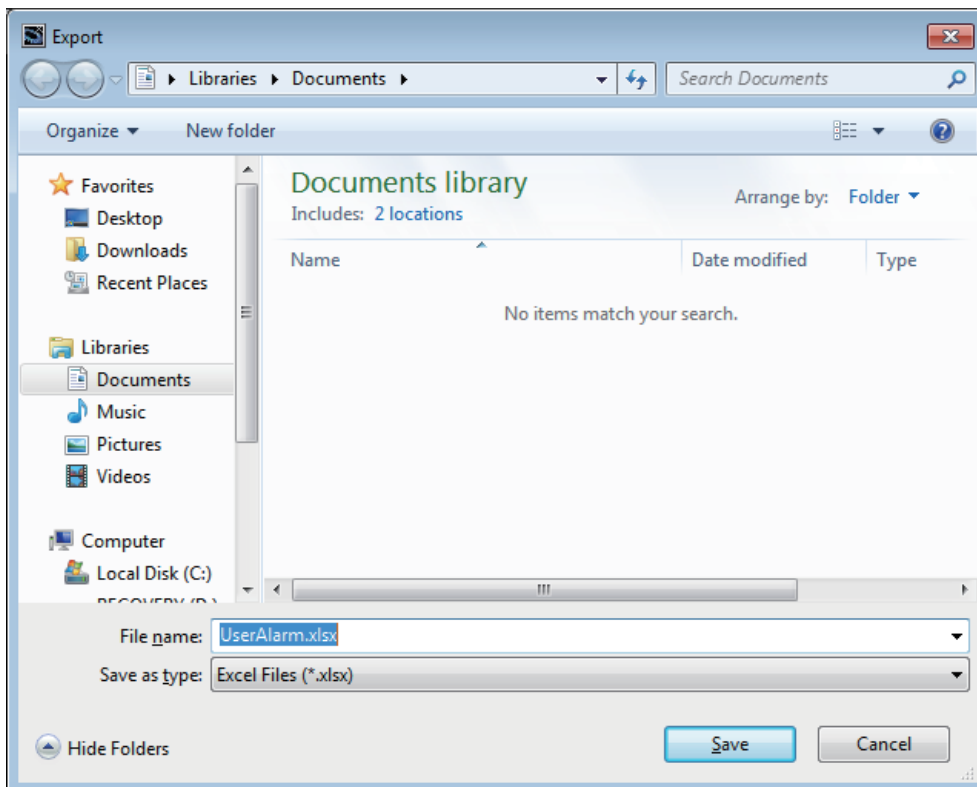 Export
Libraries Documents
Search Documents
Organize
New folder
Favorites
Desktop
Downloads
Recent Places
Libraries
Documents
Music
Pictures
Videos
Computer
Local Disk (C:)
Documents library
Includes: 2 locations
Arrange by: Folder
Name
Date modified
Type
No items match your search.
File name: UserAlarm.xlsx
Save as type: Excel Files (*.xlsx)
Hide Folders
Save
Cancel